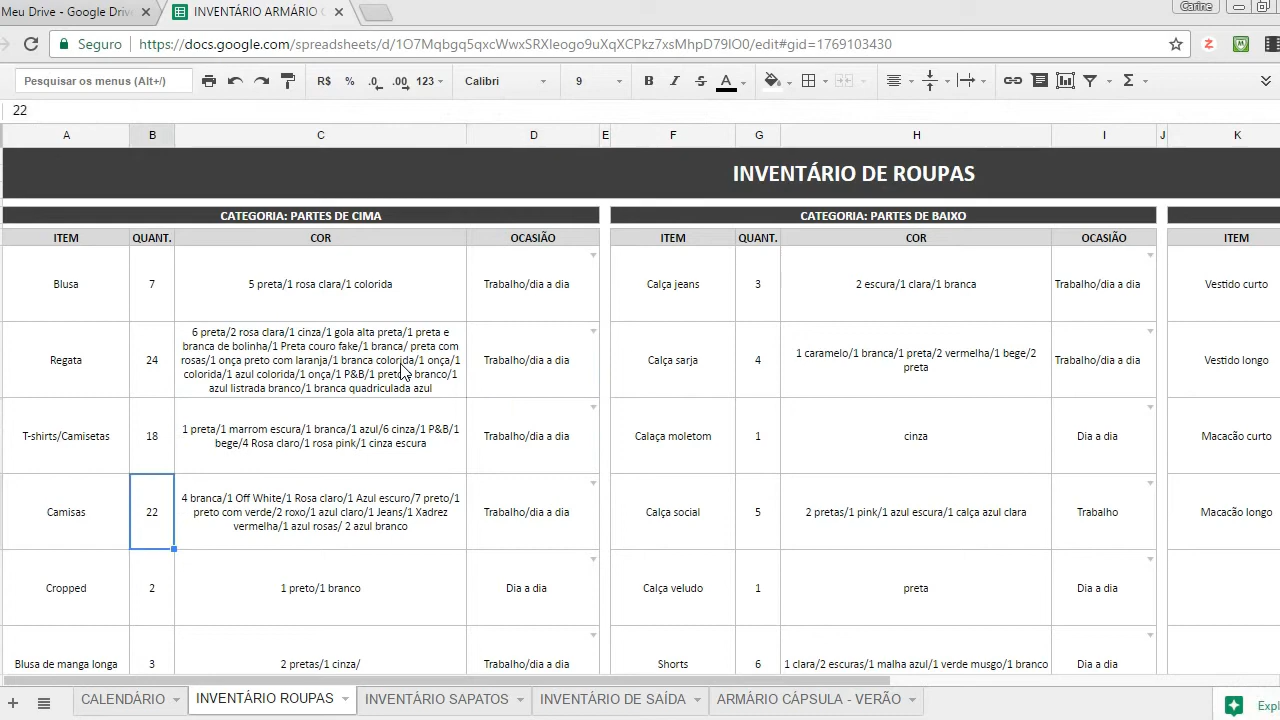 Meu Drive - Google Driv
INVENTÁRIO ARMÁRIO
Carine
Seguro
https://docs.google.com/spreadsheets/d/1O7Mqbgq5qxcWwxSRXleogc9uXqXCPkz7xsMhpb79IO0/edit#gid=1769103430
Pesquisar os menus (Alt+/)
R$ % .0 .00 123
Calibri 9 B I S A
22
A B C D E F G H I J K
INVENTÁRIO DE ROUPAS
CATEGORIA: PARTES DE CIMA
CATEGORIA: PARTES DE BAIXO
ITEM QUANT. COR OCASIÃO ITEM QUANT. COR OCASIÃO ITEM
Blusa 7 5 preta/1 rosa clara/1 colorida Trabalho/dia a dia Calça jeans 3 2 escura/1 clara/1 branca Trabalho/dia a dia Vestido curto
6 preta/2 rosa clara/1 cinza/1 gola alta preta/1 preta e
branca de bolinha/1 Preta couro fake/1 branca/ preta com
Regata 24 rosas/1 onça preto com laranja/1 branca colorida/1 onça/1
colorida/1 azul colorida/1 onça/1 P&B/1 preto branco/1
azul listrada branco/1 branca quadriculada azul
Trabalho/dia a dia
Calça sarja 4
1 caramelo/1 branca/1 preta/2 vermelha/1 bege/2
preta
Trabalho/dia a dia
Vestido longo
T-shirts/Camisetas 18
1 preta/1 marrom escura/1 branca/1 azul/6 cinza/1 P&B/1
bege/4 Rosa claro/1 rosa pink/1 cinza escura
Trabalho/dia a dia
Calaça moletom 1 cinza Dia a dia Macacão curto
Camisas 22
4 branca/1 Off White/1 Rosa claro/1 Azul escuro/7 preto/1
preto com verde/2 roxo/1 azul claro/1 Jeans/1 Xadrez
vermelha/1 azul rosas/ 2 azul branco
Trabalho/dia a dia
Calça social 5 2 pretas/1 pink/1 azul escura/1 calça azul clara Trabalho Macacão longo
Cropped 2 1 preto/1 branco Dia a dia Calça veludo 1 preta Dia a dia
Blusa de manga longa 3 2 pretas/1 cinza/ Trabalho/dia a dia Shorts 6 1 clara/2 escuras/1 malha azul/1 verde musgo/1 branco Dia a dia
CALENDÁRIO INVENTÁRIO ROUPAS INVENTÁRIO SAPATOS INVENTÁRIO DE SAÍDA ARMÁRIO CÁPSULA - VERÃO Expl